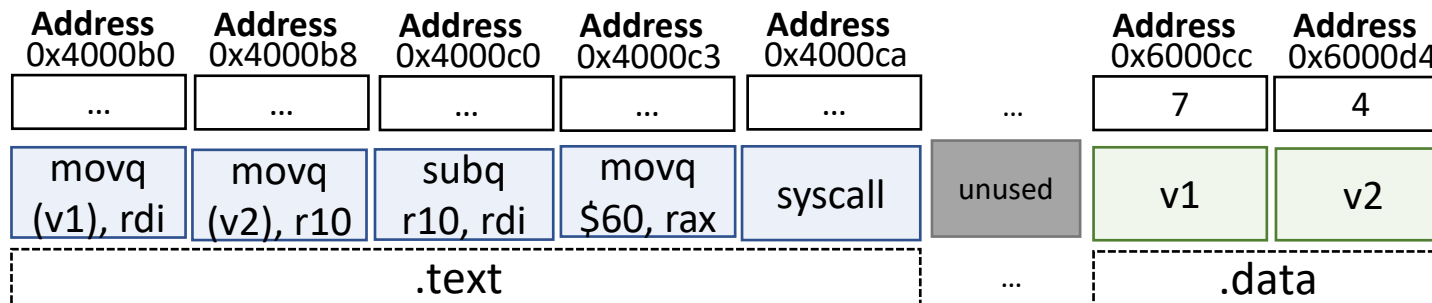 Address Address Address Address Address Address Address
0x4000b0 0x4000b8 0x4000c0 0x4000c3 0x4000ca 0x6000cc 0x6000d4
... ... ... ... ... ... 7 4
movq movq subq movq
(v1), rdi (v2), r10 r10, rdi $60, rax syscall unused v1 v2
.text ... .data